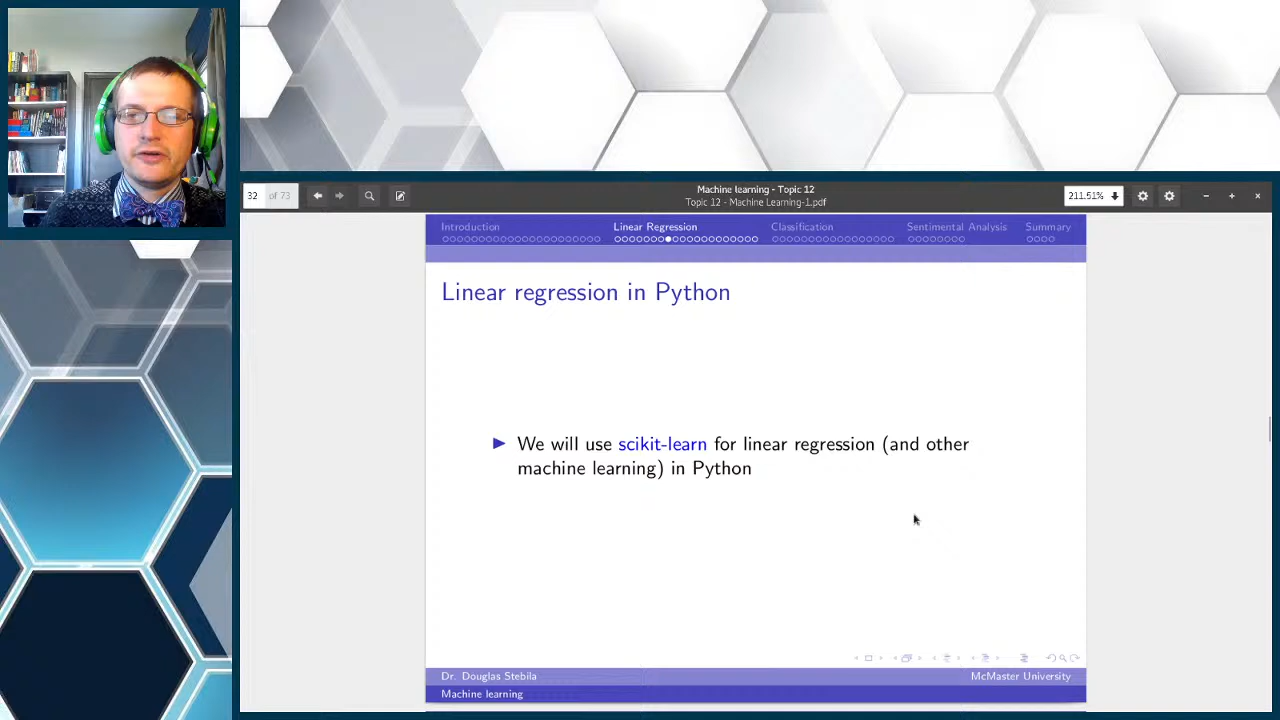 32 of 73
Machine learning - Topic 12
Topic 12 - Machine Learning-1.pdf
211.51%
Introduction Linear Regression Classification Sentimental Analysis Summary
Linear regression in Python
We will use scikit-learn for linear regression (and other
machine learning) in Python
Dr. Douglas Stebila McMaster University
Machine learning